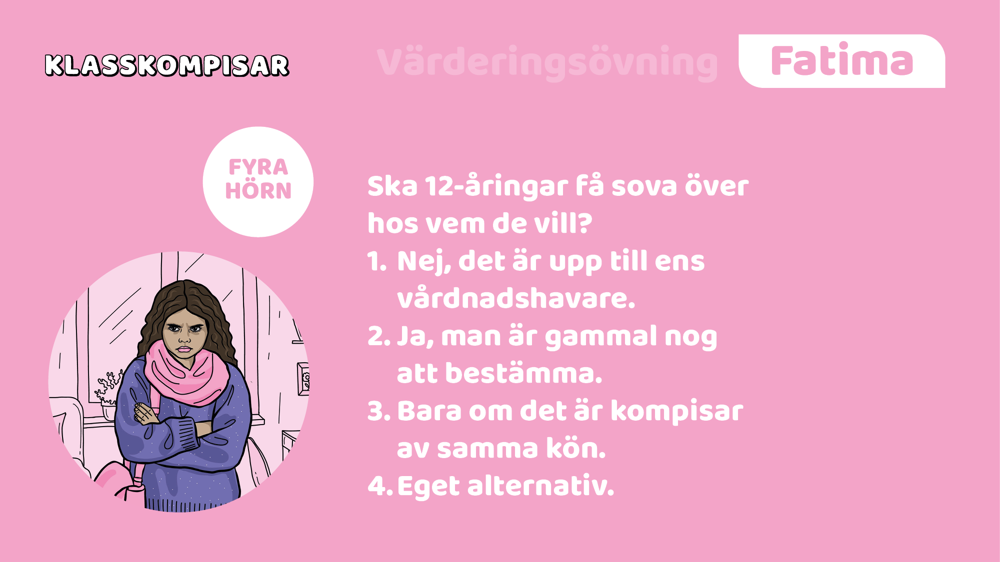 KLASSKOMPISAR
Värderingsövning
Fatima
FYRA
HÖRN
Ska 12-åringar få sova över
hos vem de vill?
1. Nej, det är upp till ens
vårdnadshavare.
2. Ja, man är gammal nog
att bestämma.
3. Bara om det är kompisar
av samma kön.
4. Eget alternativ.